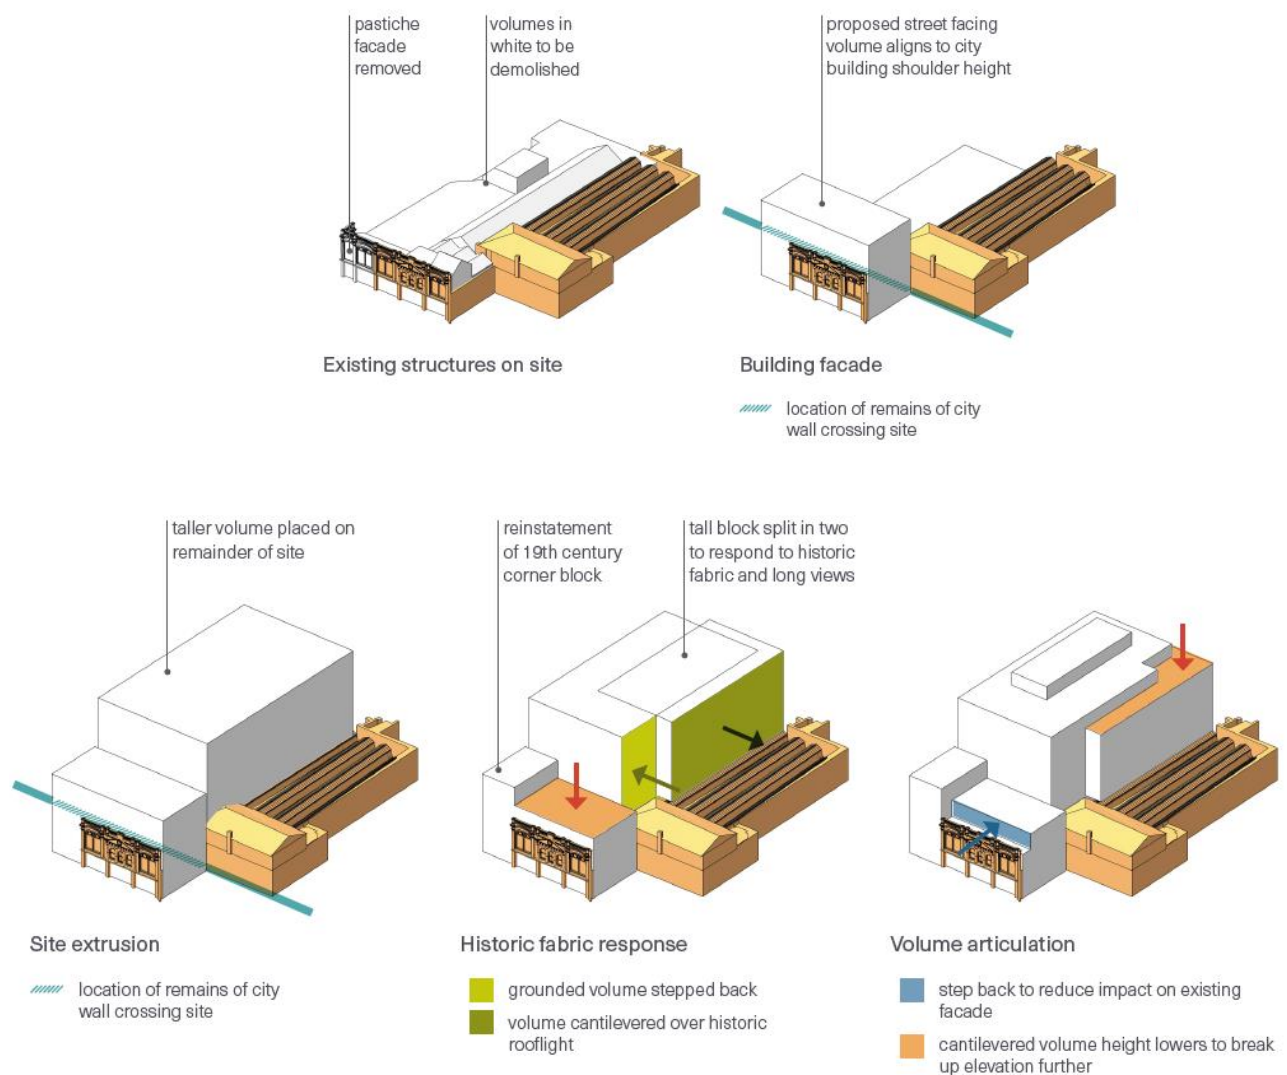 pastiche
facade
removed
volumes in
white to be
demolished
proposed street facing
volume aligns to city
building shoulder height
Existing structures on site
Building facade
location of remains of city
wall crossing site
taller volume placed on
remainder of site
reinstatement
of 19th century
corner block
tall block split in two
to respond to historic
fabric and long views
Site extrusion
location of remains of city
wall crossing site
Historic fabric response
grounded volume stepped back
volume cantilevered over historic
rooflight
Volume articulation
step back to reduce impact on existing
facade
cantilevered volume height lowers to break
up elevation further